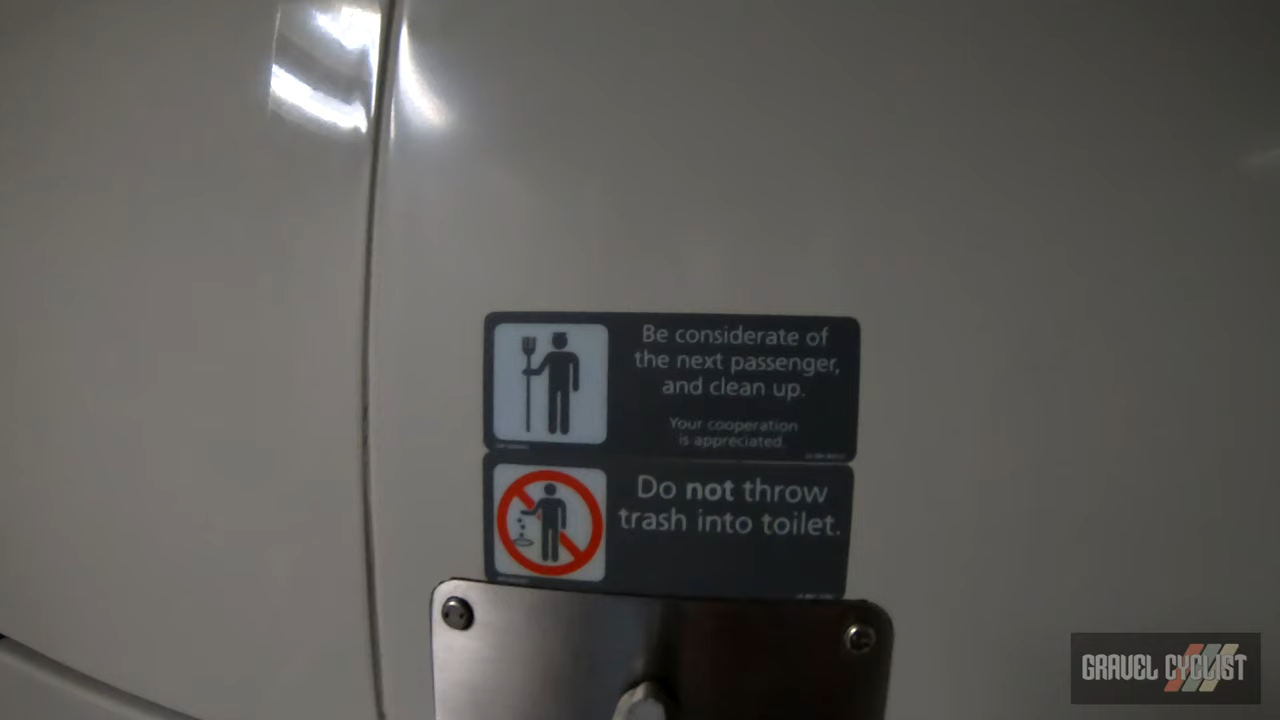 Be considerate of
the next passenger,
and clean up.
Your cooperation
is appreciated.
Do not throw
trash into toilet.
GRAVEL CYCLIST